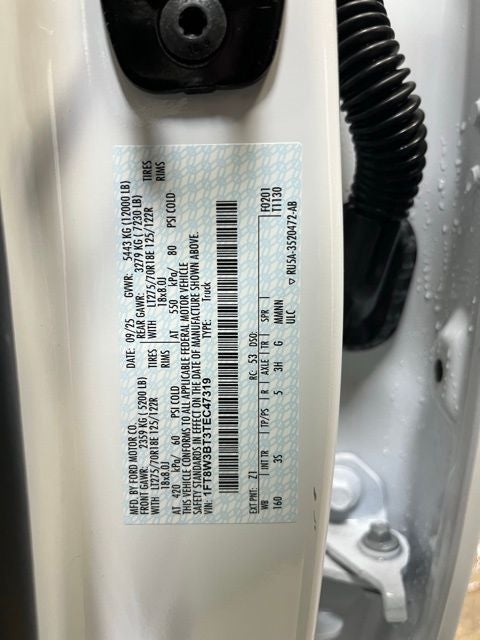 MFD. BY FORD MOTOR CO.
DATE: 09/25 GVWR: 5443 KG (12000 LB)
FRONT GAWR: 2359 KG ( 5200 LB) REAR GAWR: 3279 KG ( 7230 LB)
WITH LT275/70R18E 125/122R TIRES WITH LT275/70R18E 125/122R TIRES
18x8.0J RIMS 18x8.0J RIMS
AT 420 kPa/ 60 PSI COLD AT 550 kPa/ 80 PSI COLD
THIS VEHICLE CONFORMS TO ALL APPLICABLE FEDERAL MOTOR VEHICLE
SAFETY STANDARDS IN EFFECT ON THE DATE OF MANUFACTURE SHOWN ABOVE.
VIN: 1FT8W3BT3TEC47319 TYPE: Truck
F0201
T1130
EXT PNT: Z1 RC: 53 DSO:
WB INT TR TP/PS R AXLE TR SPR
160 35 5 3H G MMNN
ULC ▽ RU5A-3520472-AB